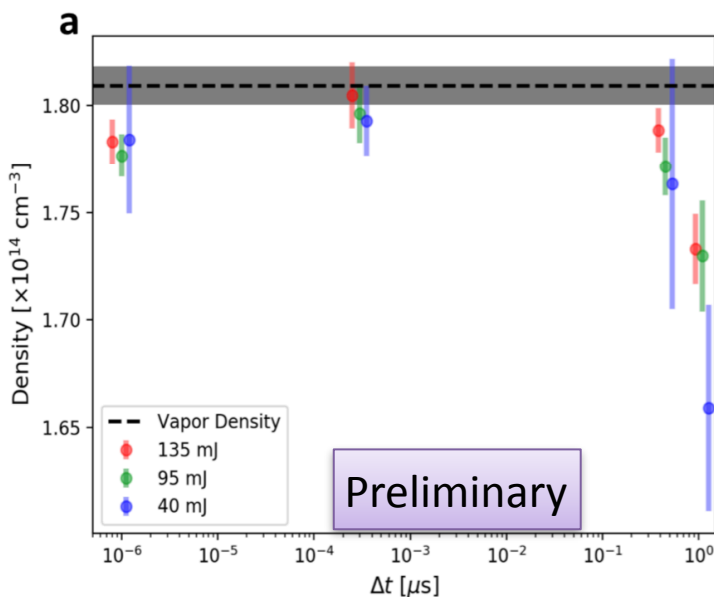 a
1.80
1.75
1.70
1.65
Density [×10¹⁴ cm⁻³]
Vapor Density
135 mJ
95 mJ
40 mJ
Preliminary
10⁻⁶ 10⁻⁵ 10⁻⁴ 10⁻³ 10⁻² 10⁻¹ 10⁰
Δt [μs]